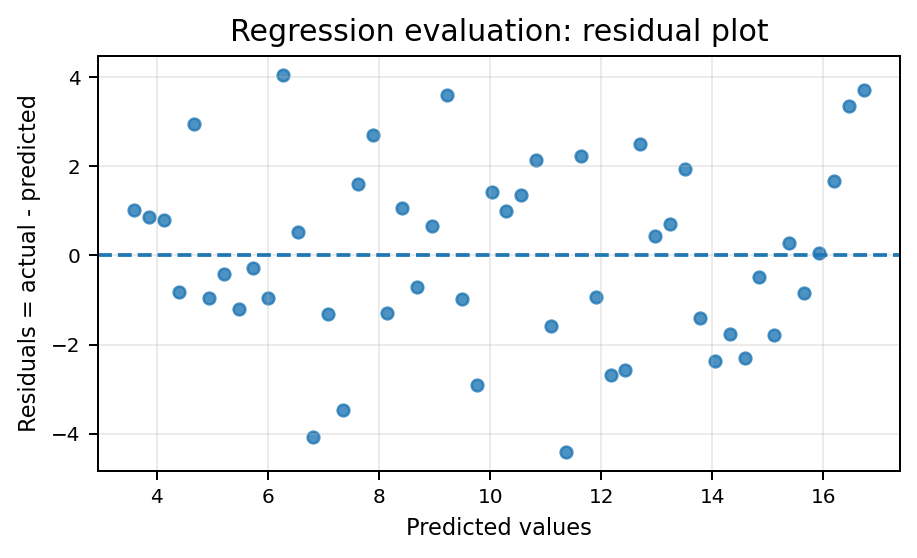 Regression evaluation: residual plot
Residuals = actual - predicted
4
2
0
−2
−4
4 6 8 10 12 14 16
Predicted values